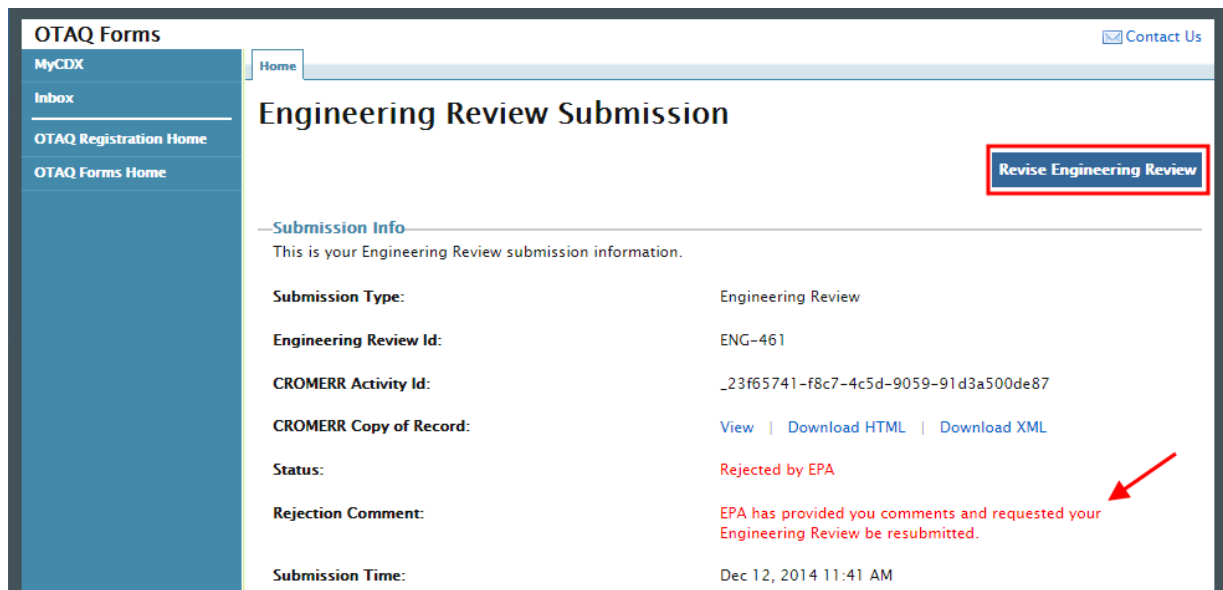 OTAQ Forms
Contact Us
MyCDX
Home
Inbox
Engineering Review Submission
OTAQ Registration Home
OTAQ Forms Home
Revise Engineering Review
Submission Info
This is your Engineering Review submission information.
Submission Type: Engineering Review
Engineering Review Id: ENG-461
CROMERR Activity Id: _23f65741-f8c7-4c5d-9059-91d3a500de87
CROMERR Copy of Record: View | Download HTML | Download XML
Status: Rejected by EPA
Rejection Comment: EPA has provided you comments and requested your
Engineering Review be resubmitted.
Submission Time: Dec 12, 2014 11:41 AM